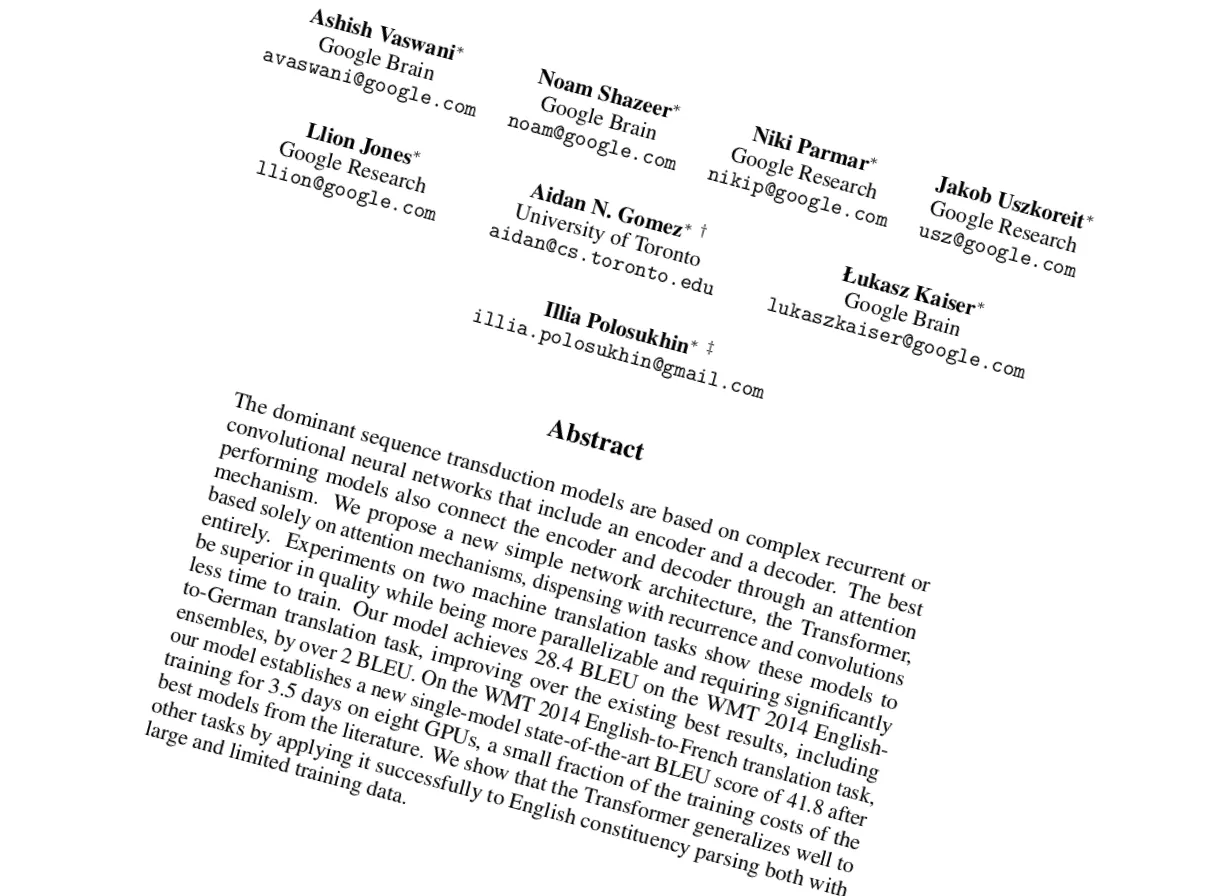 Ashish Vaswani*
Google Brain
avaswani@google.com
Noam Shazeer*
Google Brain
noam@google.com
Niki Parmar*
Google Research
nikip@google.com
Jakob Uszkoreit*
Google Research
usz@google.com
Llion Jones*
Google Research
llion@google.com
Aidan N. Gomez* †
University of Toronto
aidan@cs.toronto.edu
Łukasz Kaiser*
Google Brain
lukaszkaiser@google.com
Illia Polosukhin* ‡
illia.polosukhin@gmail.com
Abstract
The dominant sequence transduction models are based on complex recurrent or
convolutional neural networks that include an encoder and a decoder. The best
performing models also connect the encoder and decoder through an attention
mechanism. We propose a new simple network architecture, the Transformer,
based solely on attention mechanisms, dispensing with recurrence and convolutions
entirely. Experiments on two machine translation tasks show these models to
be superior in quality while being more parallelizable and requiring significantly
less time to train. Our model achieves 28.4 BLEU on the WMT 2014 English-
to-German translation task, improving over the existing best results, including
ensembles, by over 2 BLEU. On the WMT 2014 English-to-French translation task,
our model establishes a new single-model state-of-the-art BLEU score of 41.8 after
training for 3.5 days on eight GPUs, a small fraction of the training costs of the
best models from the literature. We show that the Transformer generalizes well to
other tasks by applying it successfully to English constituency parsing both with
large and limited training data.